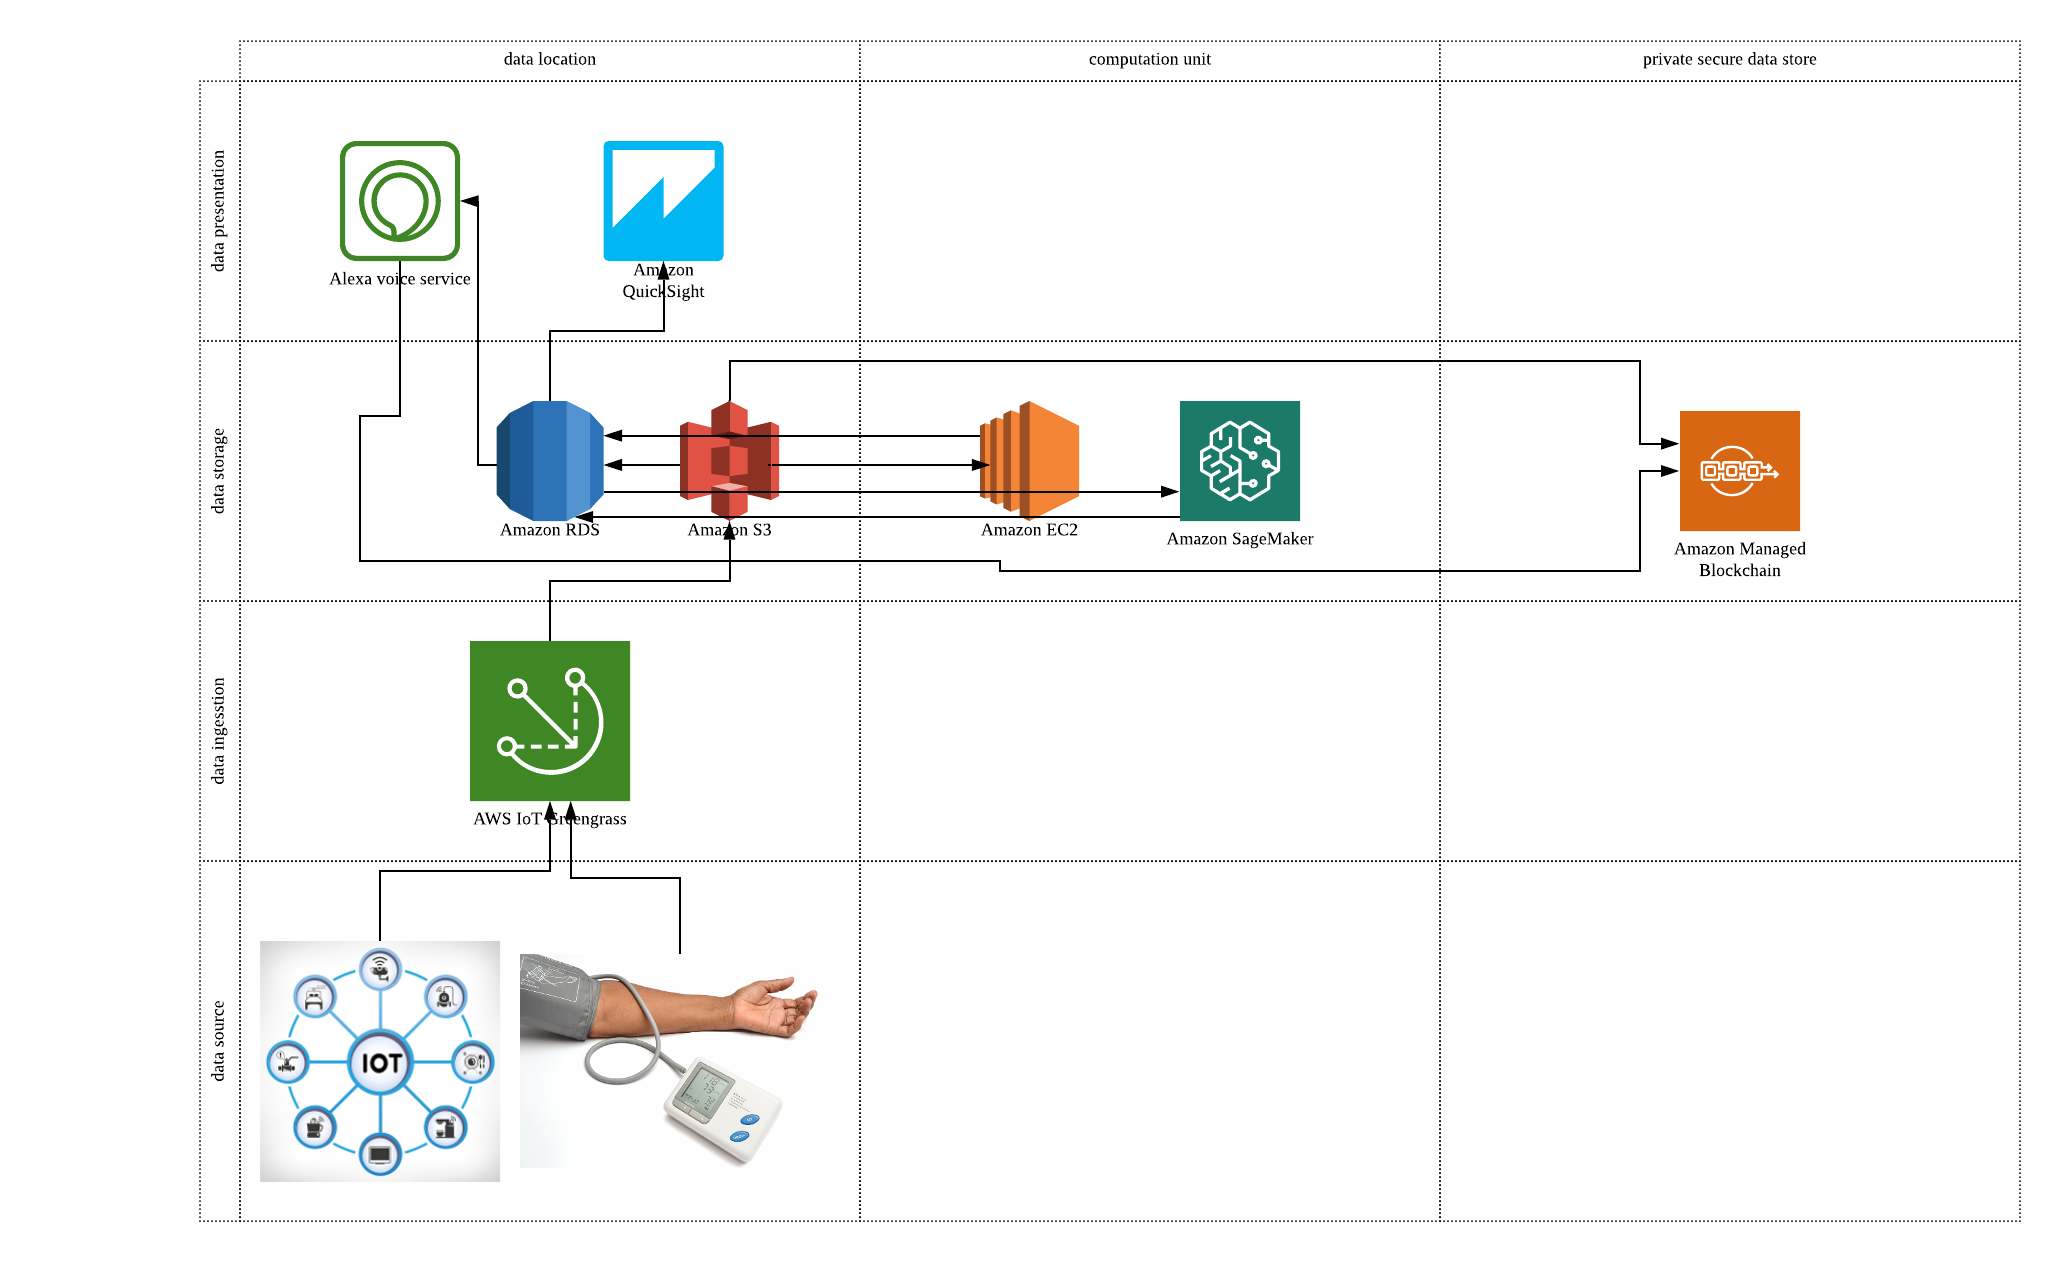 data location
computation unit
private secure data store
data presentation
Alexa voice service
Amazon
QuickSight
data storage
Amazon RDS
Amazon S3
Amazon EC2
Amazon SageMaker
Amazon Managed
Blockchain
data ingesstion
AWS IoT Greengrass
data source
IOT